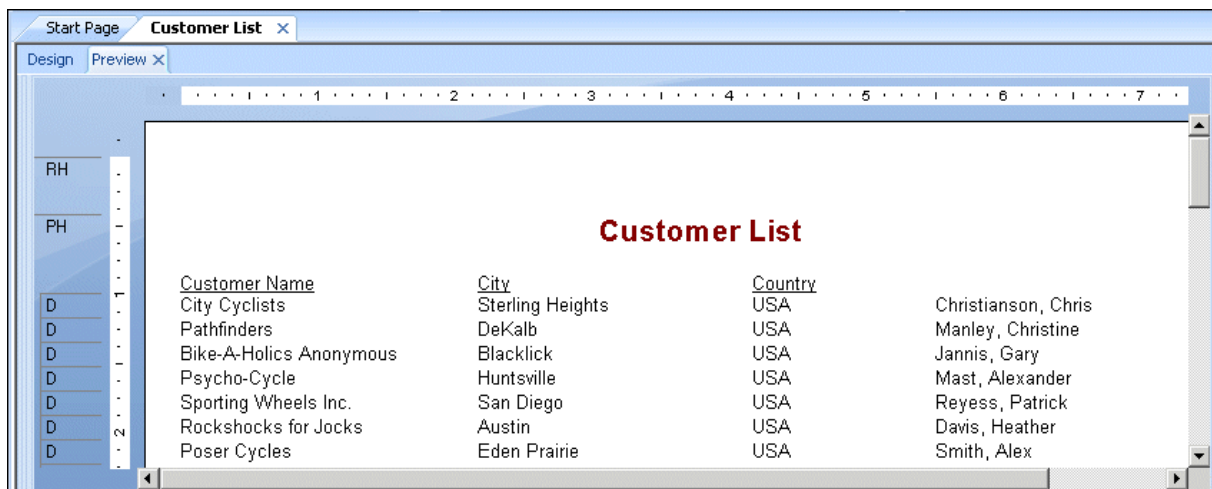 Start Page Customer List
Design Preview
1 2 3 4 5 6 7
RH
PH
Customer List
1
Customer Name City Country
D City Cyclists Sterling Heights USA Christianson, Chris
D Pathfinders DeKalb USA Manley, Christine
D Bike-A-Holics Anonymous Blacklick USA Jannis, Gary
D Psycho-Cycle Huntsville USA Mast, Alexander
D Sporting Wheels Inc. San Diego USA Reyess, Patrick
D 2 Rockshocks for Jocks Austin USA Davis, Heather
D Poser Cycles Eden Prairie USA Smith, Alex